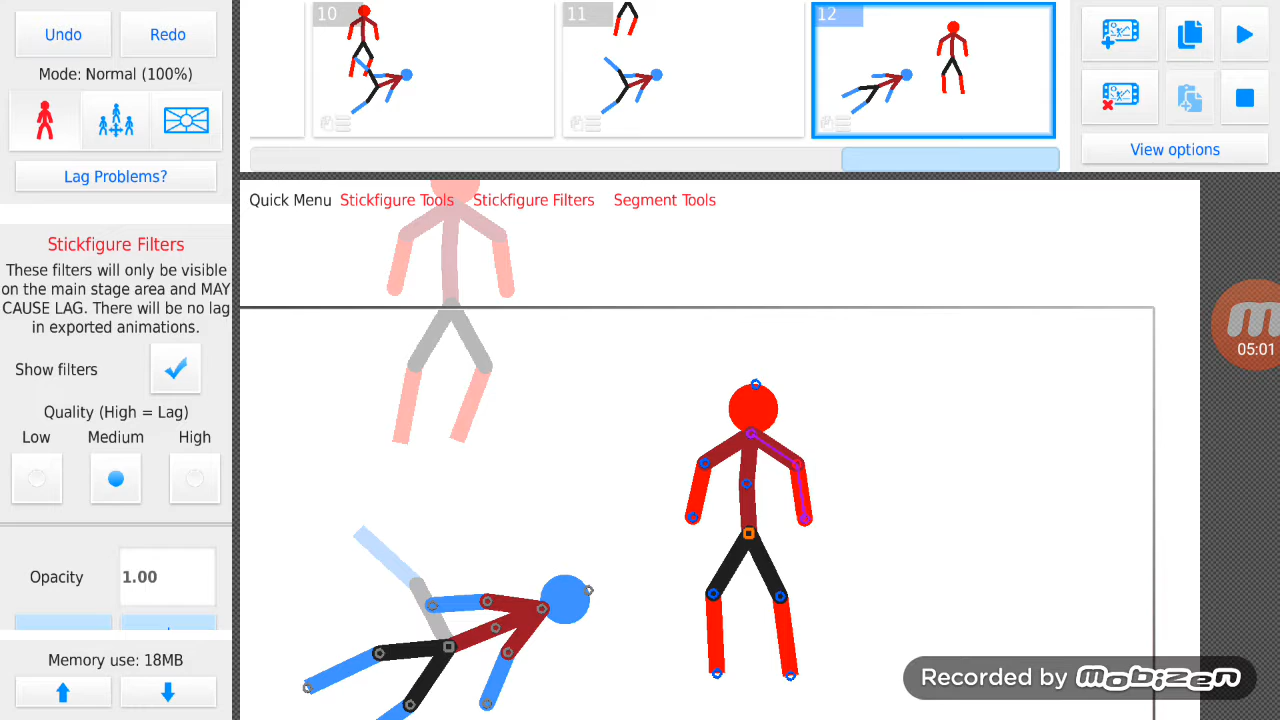 Undo
Redo
Mode: Normal (100%)
Lag Problems?
10
11
12
View options
Quick Menu
Stickfigure Tools
Stickfigure Filters
Segment Tools
Stickfigure Filters
These filters will only be visible
on the main stage area and MAY
CAUSE LAG. There will be no lag
in exported animations.
Show filters
Quality (High = Lag)
Low
Medium
High
Opacity
1.00
Memory use: 18MB
05:01
Recorded by Mobizen